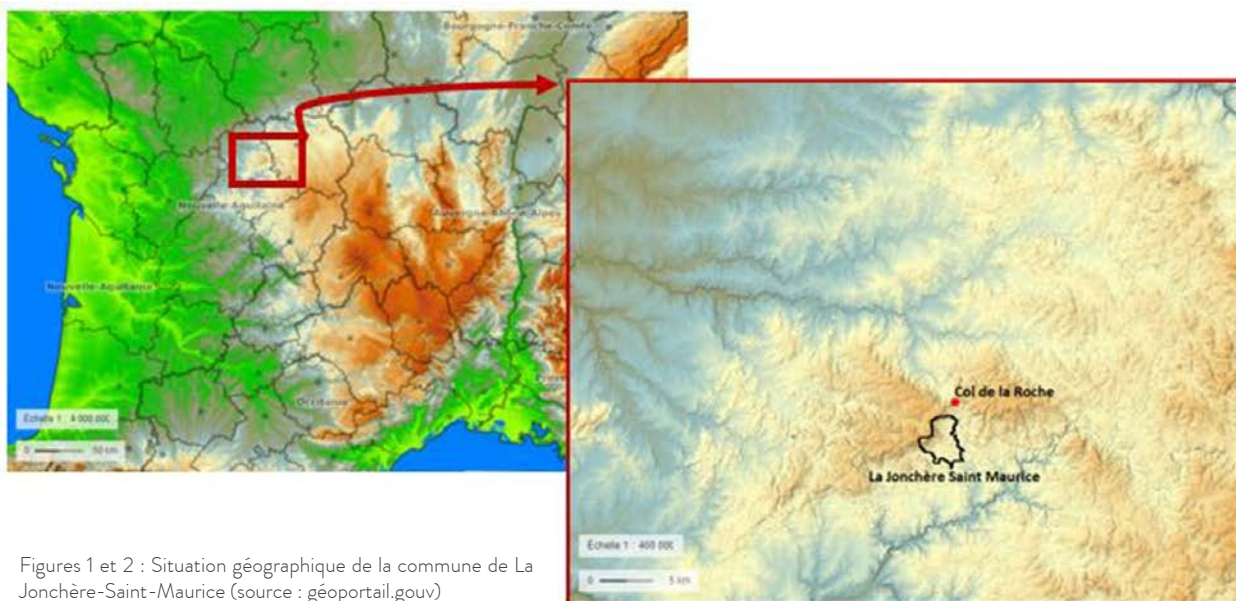 Bourgogne-Franche-Comté
Nouvelle-Aquitaine
Auvergne-Rhône-Alpes
Nouvelle-Aquitaine
Occitanie
Echelle 1 : 4 000 000
0 50 km
Col de la Roche
La Jonchère Saint Maurice
Échelle 1 : 400 000
0 5 km
Figures 1 et 2 : Situation géographique de la commune de La
Jonchère-Saint-Maurice (source : géoportail.gouv)